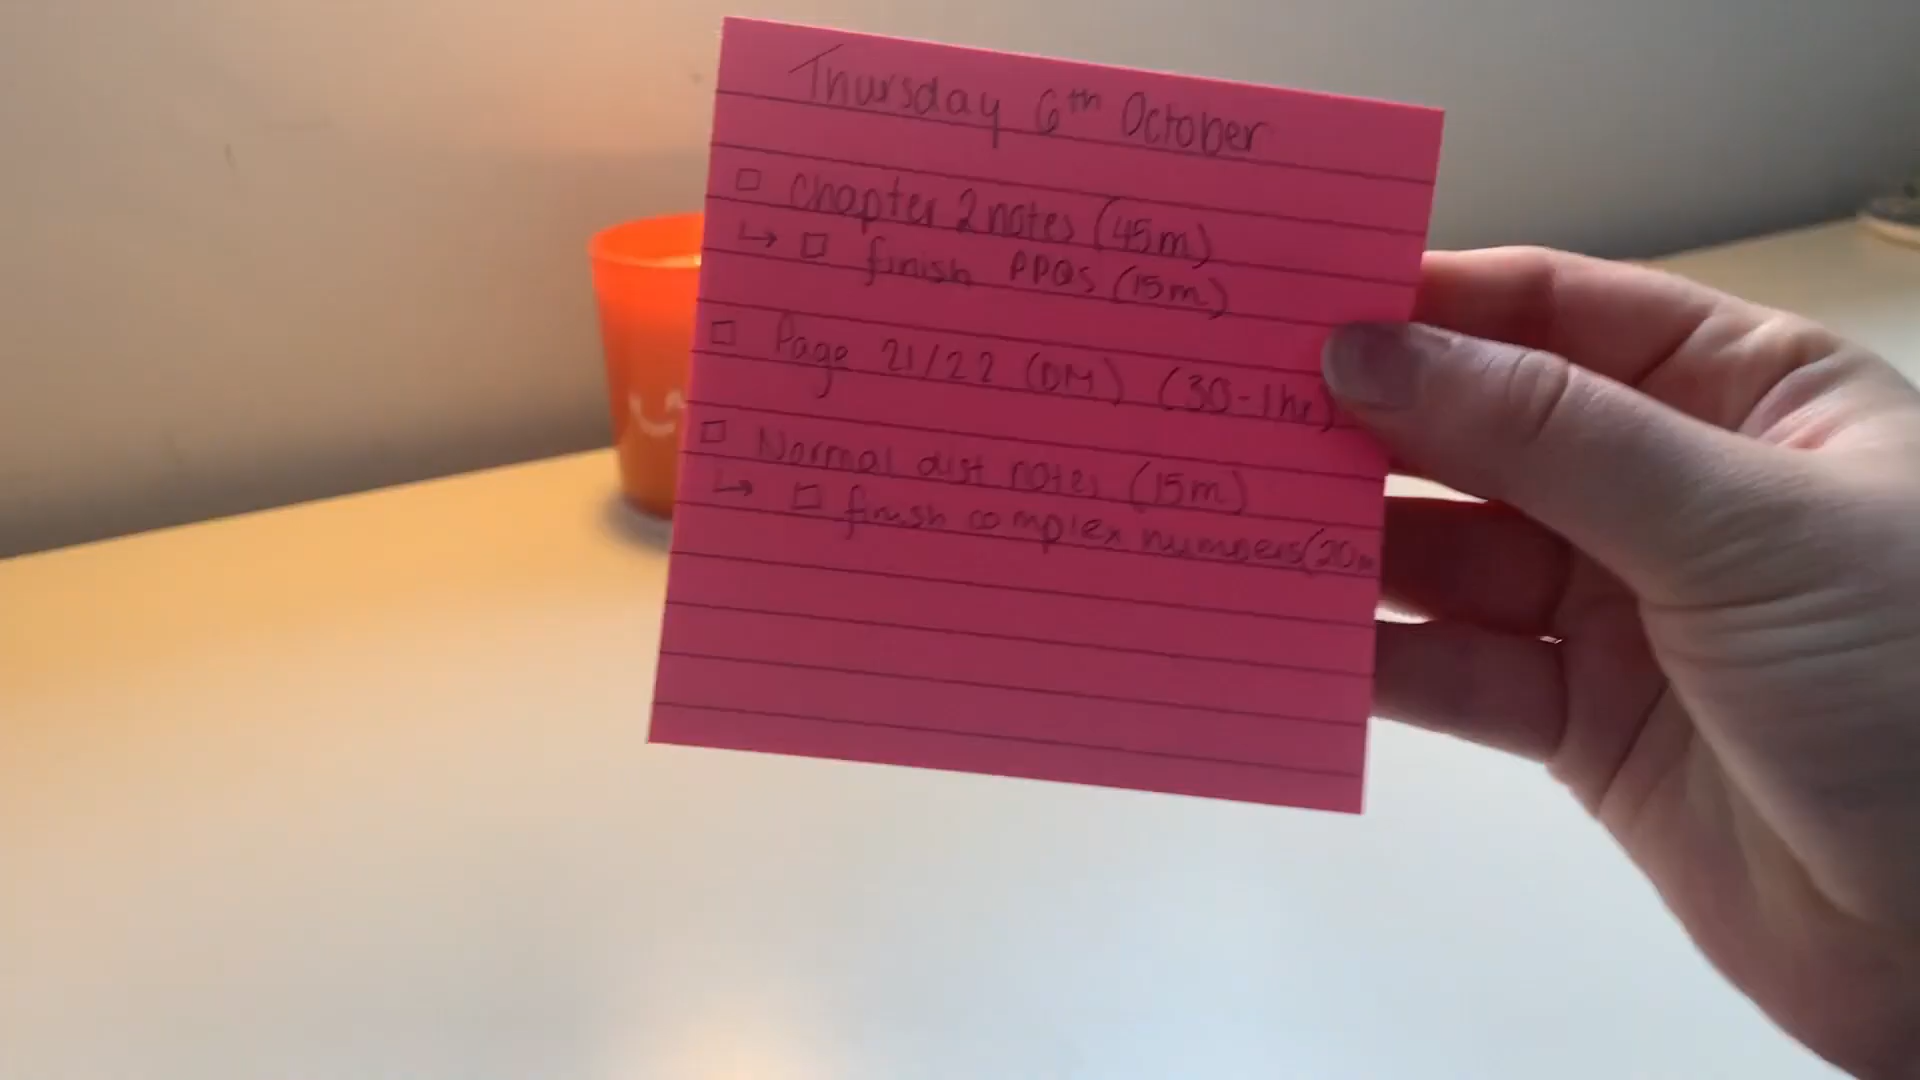 Thursday 6th October
□ Chapter 2 notes (45m)
↳ □ finish PPQS (15m)
□ Page 21/22 (DM) (30-1hr)
□ Normal dist notes (15m)
↳ □ finish complex numbers (20m